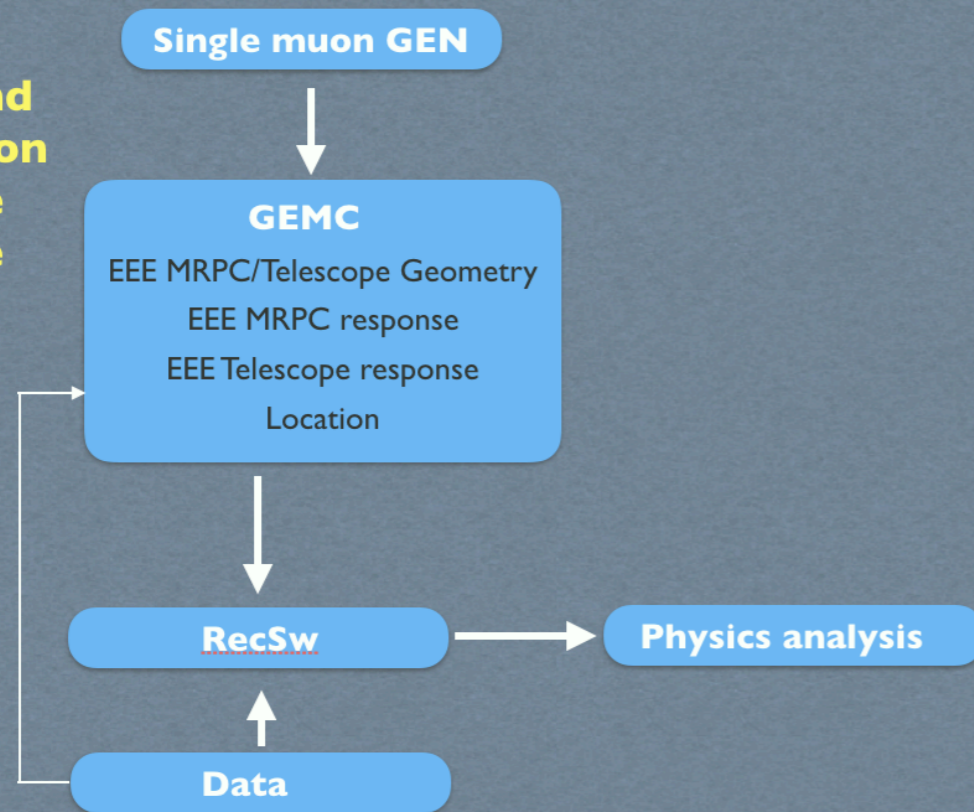 Single muon GEN
GEMC
EEE MRPC/Telescope Geometry
EEE MRPC response
EEE Telescope response
Location
RecSw
Physics analysis
Data